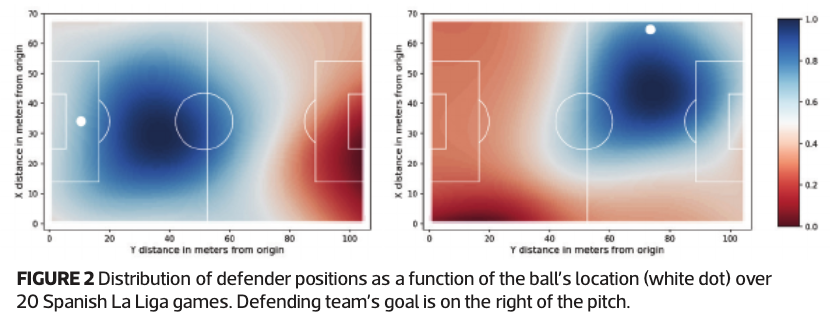 70
60
50
40
30
20
10
0
X distance in meters from origin
0 20 40 60 80 100
Y distance in meters from origin
70
60
50
40
30
20
10
0
X distance in meters from origin
0 20 40 60 80 100
Y distance in meters from origin
1.0
0.8
0.6
0.4
0.2
0.0
FIGURE 2 Distribution of defender positions as a function of the ball's location (white dot) over
20 Spanish La Liga games. Defending team's goal is on the right of the pitch.